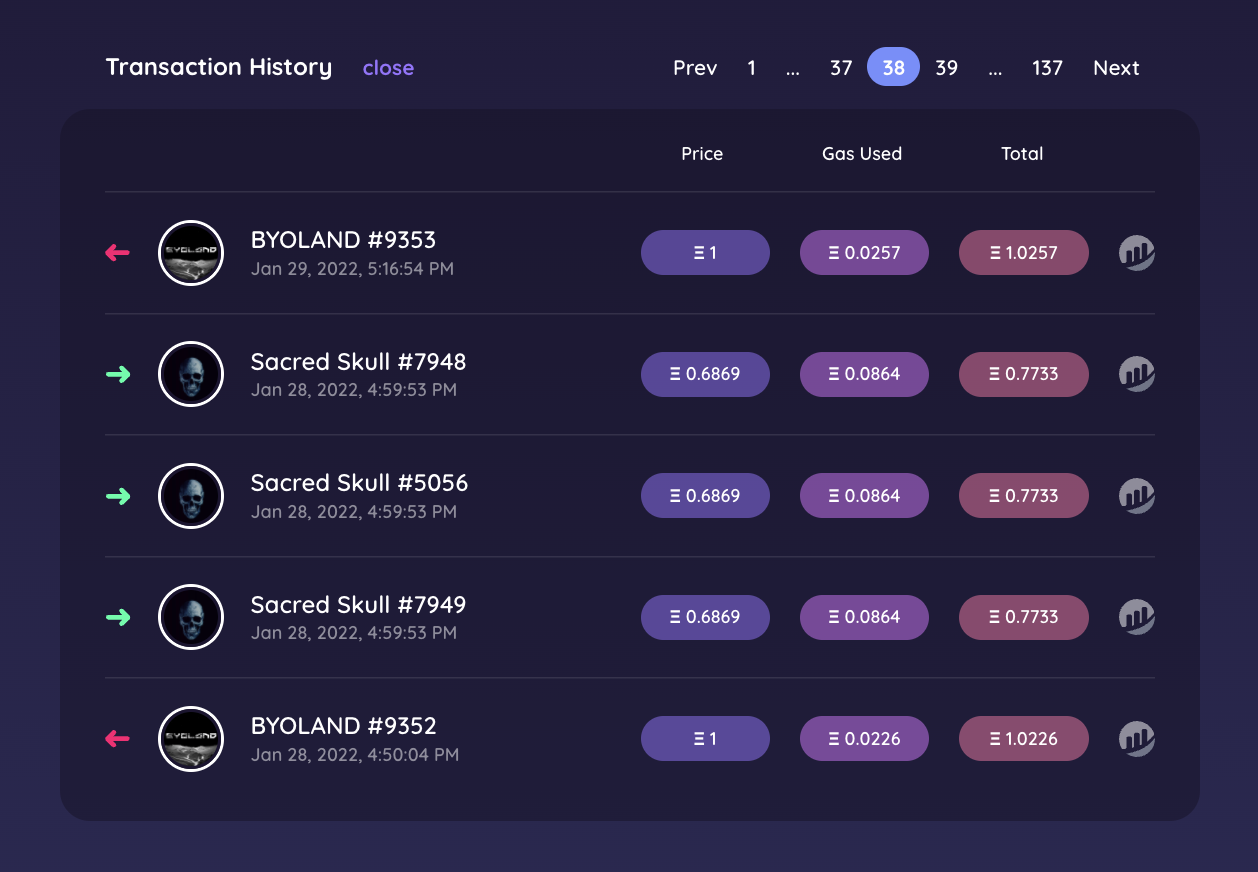 Transaction History close Prev 1 ... 37 38 39 ... 137 Next
Price Gas Used Total
BYOLAND
BYOLAND #9353
Jan 29, 2022, 5:16:54 PM
Ξ 1 Ξ 0.0257 Ξ 1.0257
Sacred Skull #7948
Jan 28, 2022, 4:59:53 PM
Ξ 0.6869 Ξ 0.0864 Ξ 0.7733
Sacred Skull #5056
Jan 28, 2022, 4:59:53 PM
Ξ 0.6869 Ξ 0.0864 Ξ 0.7733
Sacred Skull #7949
Jan 28, 2022, 4:59:53 PM
Ξ 0.6869 Ξ 0.0864 Ξ 0.7733
BYOLAND
BYOLAND #9352
Jan 28, 2022, 4:50:04 PM
Ξ 1 Ξ 0.0226 Ξ 1.0226